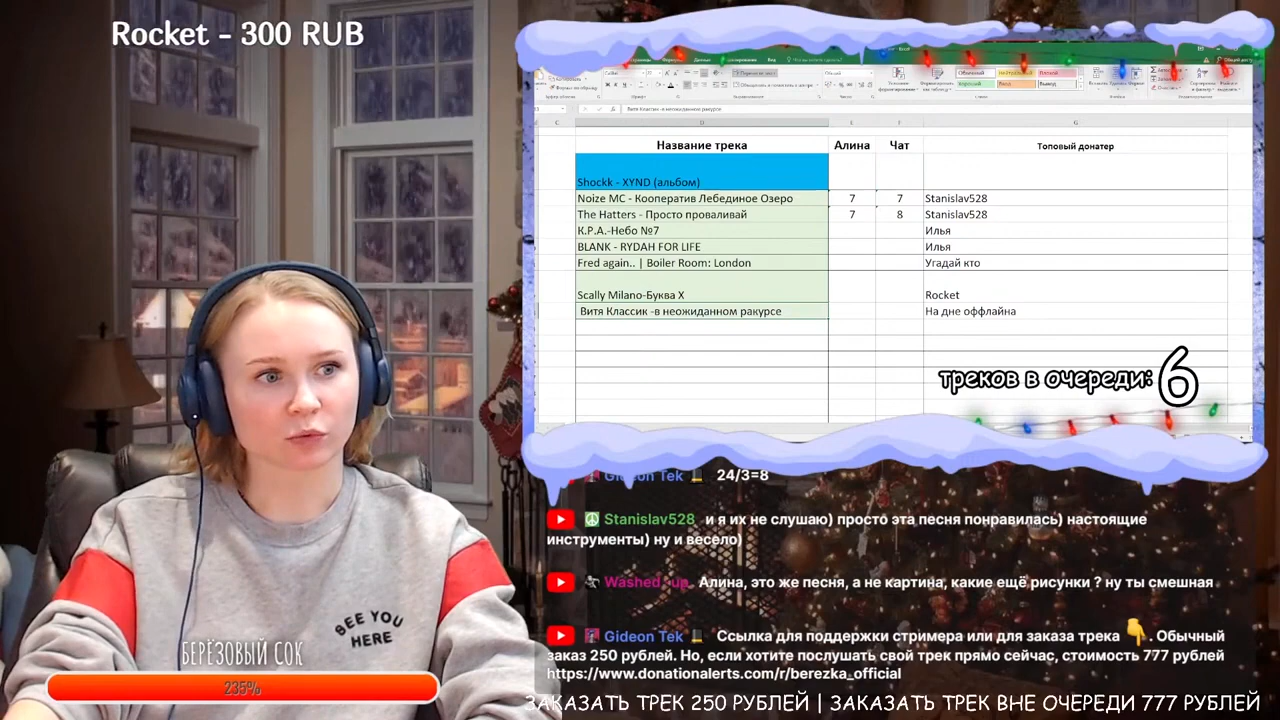 Rocket - 300 RUB
Название трека Алина Чат Топовый донатер
Shockk - XYND (альбом)
Noize MC - Кооператив Лебединое Озеро 7 7 Stanislav528
The Hatters - Просто проваливай 7 8 Stanislav528
К.Р.А.-Небо №7 Илья
BLANK - RYDAH FOR LIFE Илья
Fred again.. | Boiler Room: London Угадай кто
Scally Milano-Буква X Rocket
Витя Классик -в неожиданном ракурсе На дне оффлайна
треков в очереди: 6
Gideon Tek 24/3=8
Stanislav528 и я их не слушаю) просто эта песня понравилась) настоящие
инструменты) ну и весело)
Washed_up Алина, это же песня, а не картина, какие ещё рисунки ? ну ты смешная
Gideon Tek Ссылка для поддержки стримера или для заказа трека 👇. Обычный
заказ 250 рублей. Но, если хотите послушать свой трек прямо сейчас, стоимость 777 рублей
https://www.donationalerts.com/r/berezka_official
SEE YOU
HERE
БЕРЁЗОВЫЙ СОК
235%
ЗАКАЗАТЬ ТРЕК 250 РУБЛЕЙ | ЗАКАЗАТЬ ТРЕК ВНЕ ОЧЕРЕДИ 777 РУБЛЕЙ